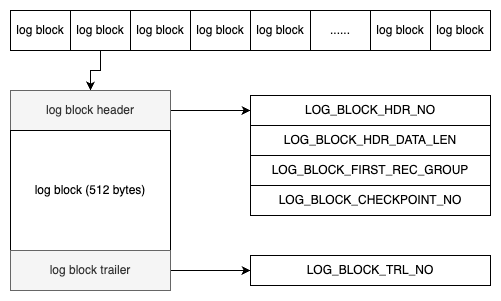 log block log block log block log block log block ...... log block log block
log block header
LOG_BLOCK_HDR_NO
LOG_BLOCK_HDR_DATA_LEN
LOG_BLOCK_FIRST_REC_GROUP
log block (512 bytes)
LOG_BLOCK_CHECKPOINT_NO
log block trailer
LOG_BLOCK_TRL_NO